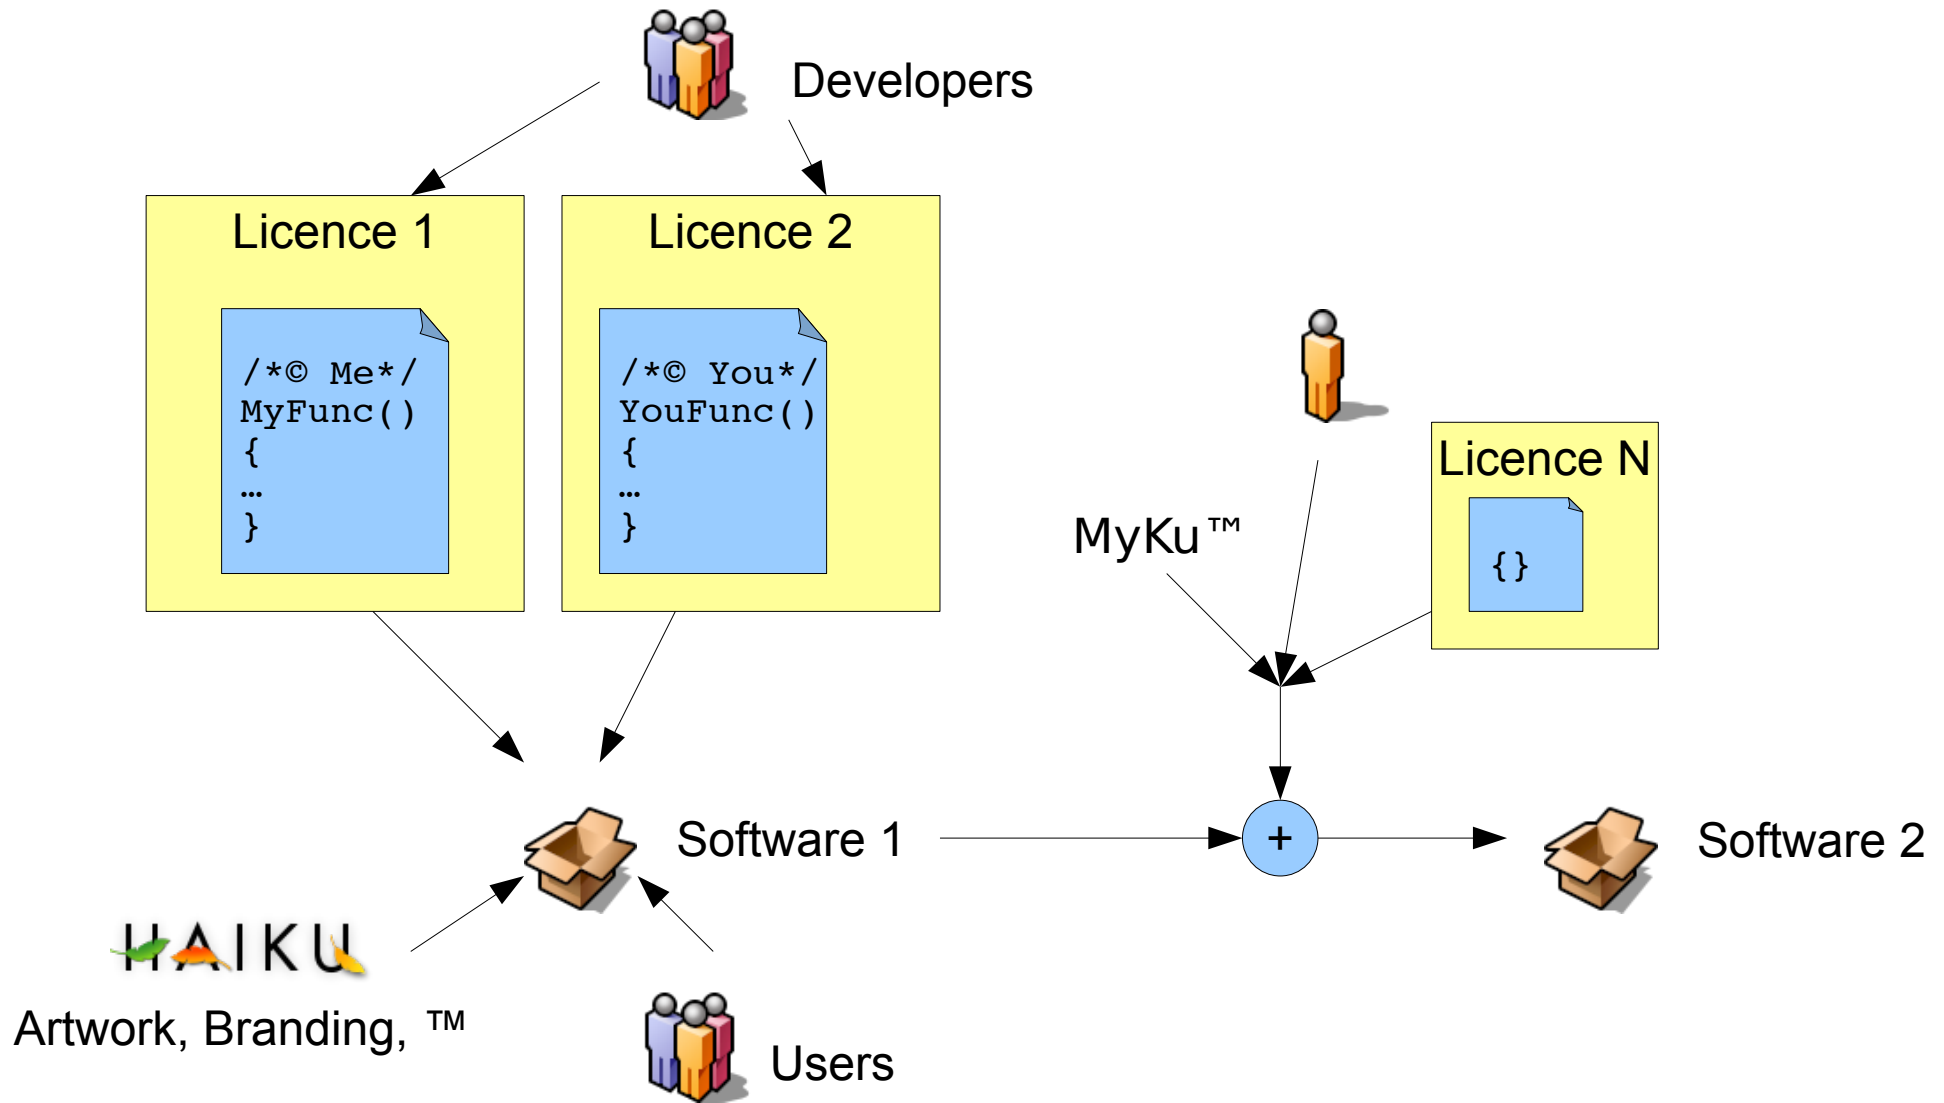 Developers
Licence 1
/*© Me*/
MyFunc()
{
…
}
Licence 2
/*© You*/
YouFunc()
{
…
}
Licence N
{}
MyKu™
Software 1
+
Software 2
HAIKU
Artwork, Branding, ™
Users